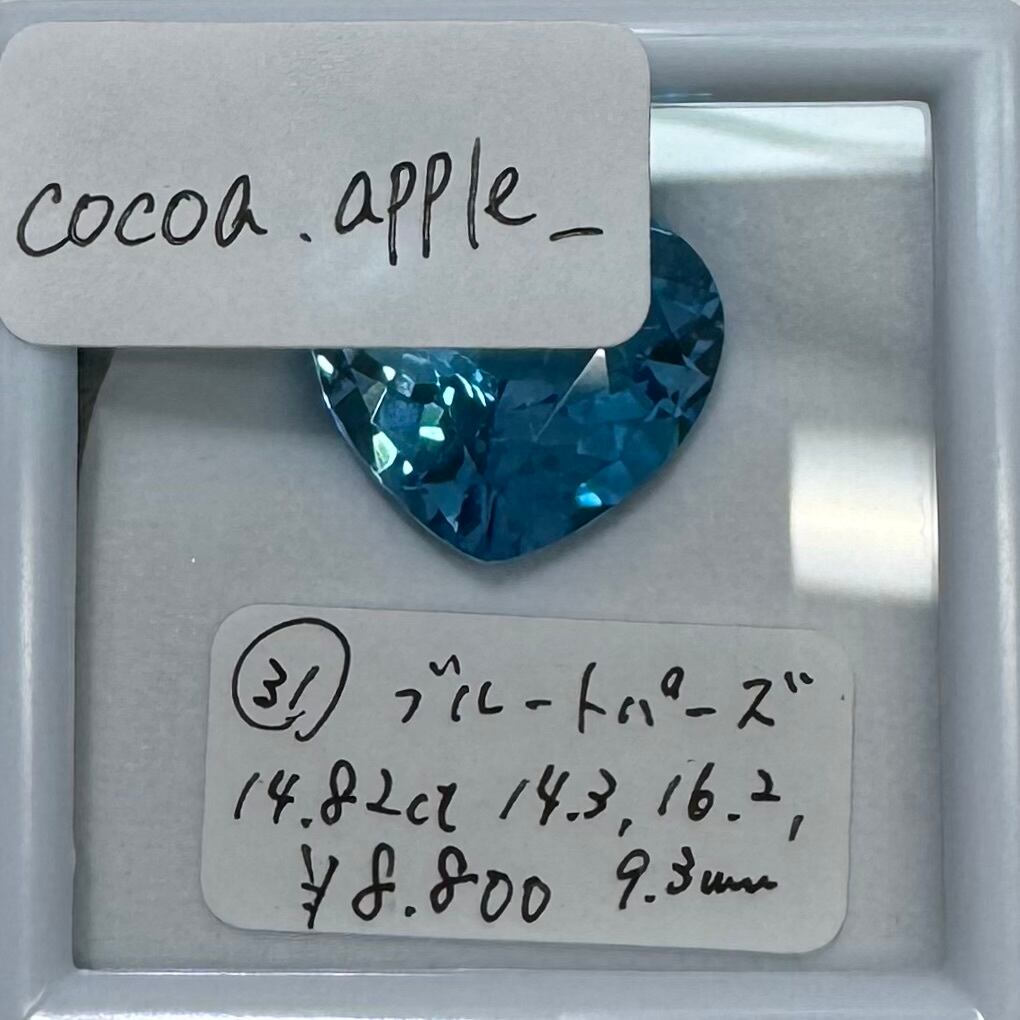 cocoa.apple_
㉛ ブルートパーズ
14.82ct 14.3, 16.2,
¥8.800 9.3mm